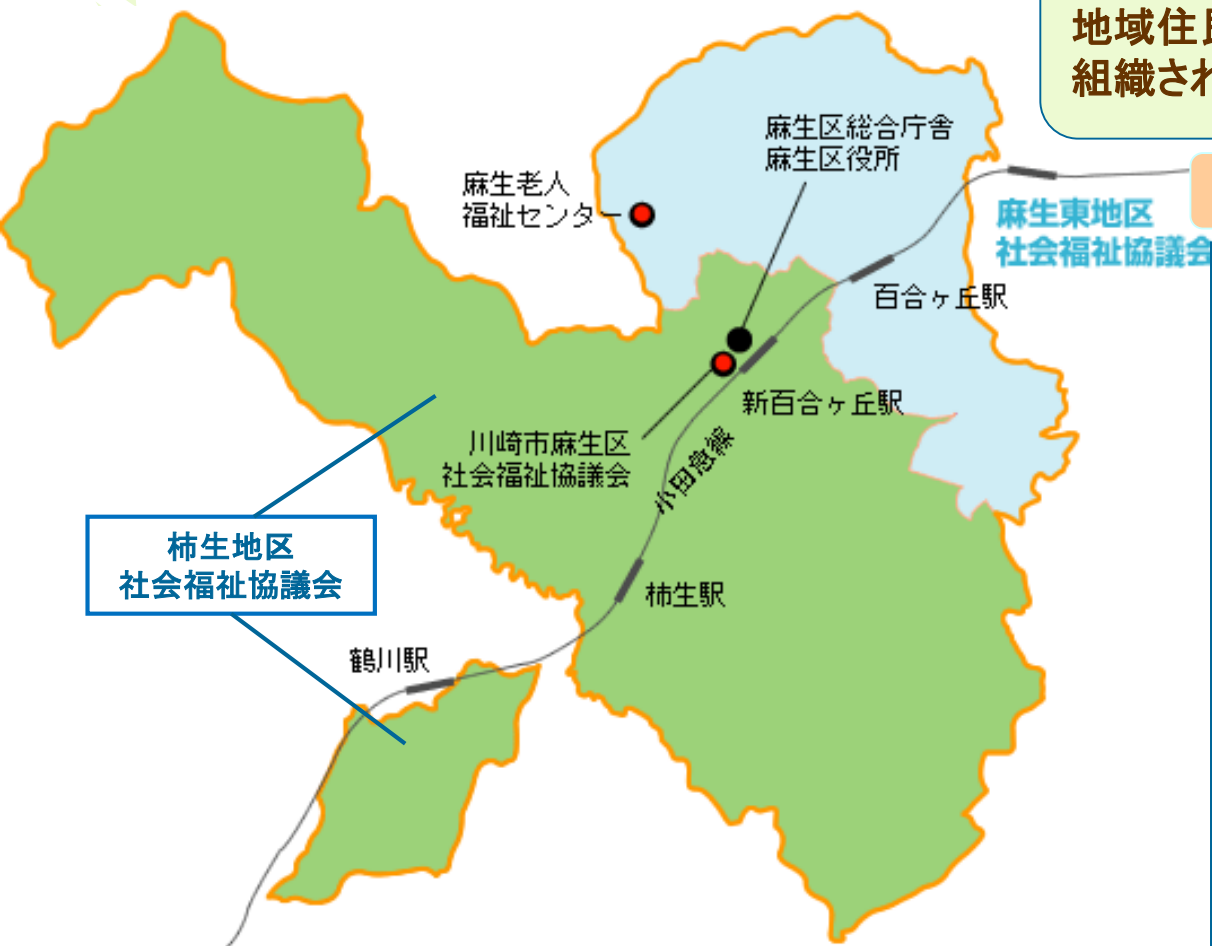 地域住
組織さ
麻生区総合庁舎
麻生区役所
麻生老人
福祉センター
麻生東地区
社会福祉協議会
百合ヶ丘駅
新百合ヶ丘駅
川崎市麻生区
社会福祉協議会
小田急線
柿生地区
社会福祉協議会
柿生駅
鶴川駅